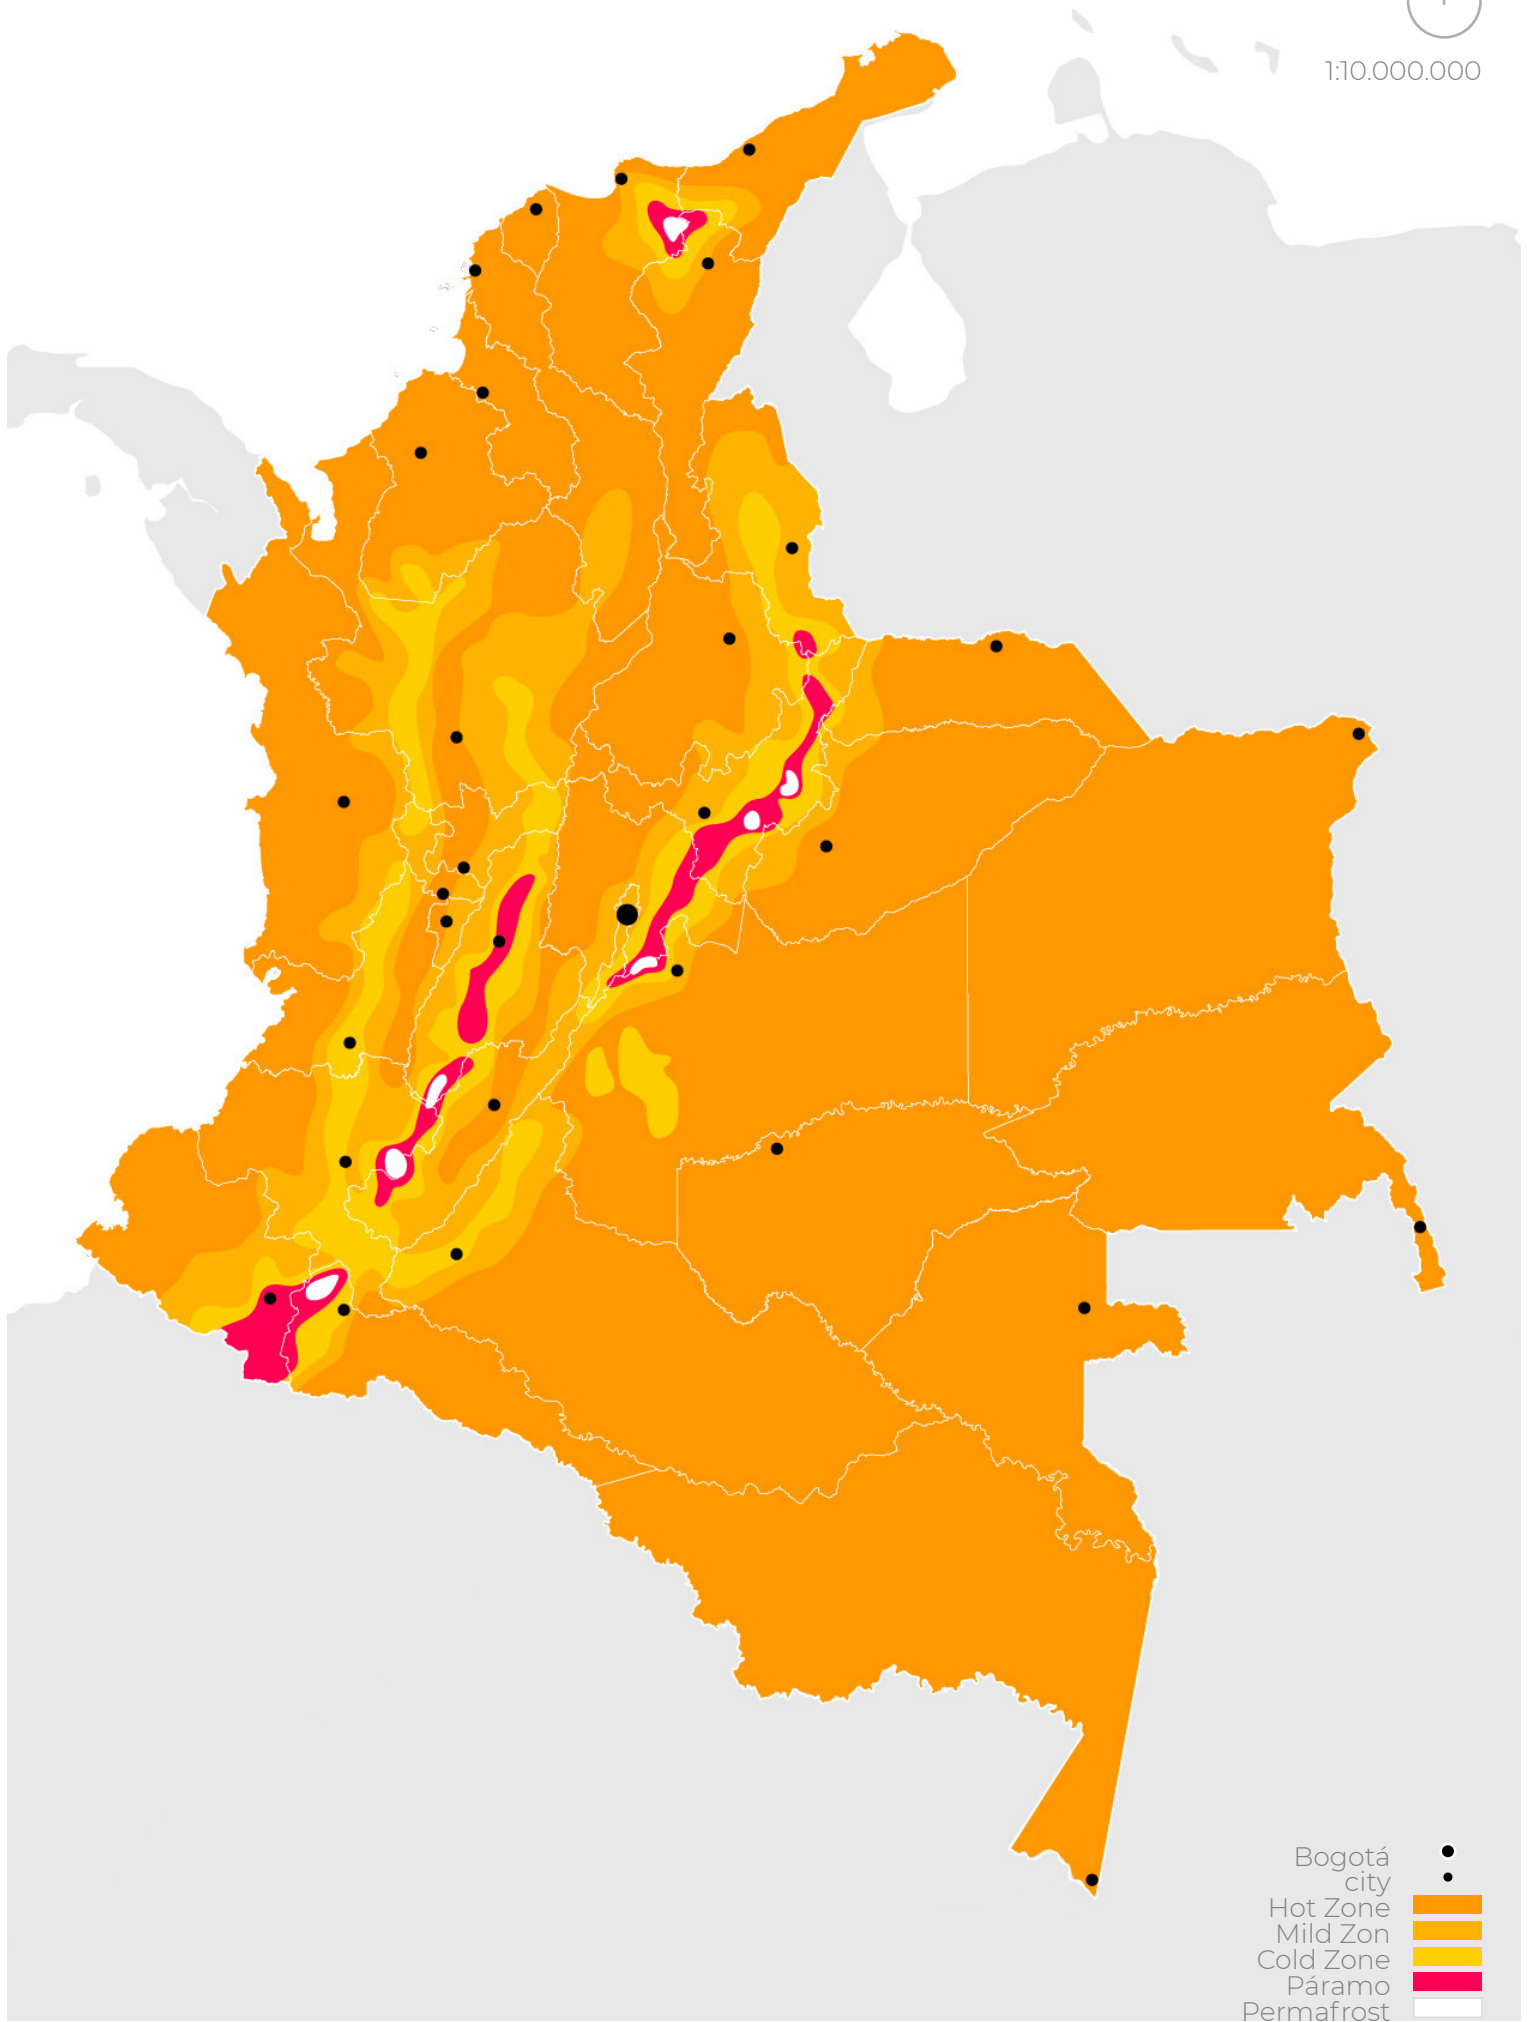 1:10.000.000
Bogotá
city
Hot Zone
Mild Zon
Cold Zone
Páramo
Permafrost